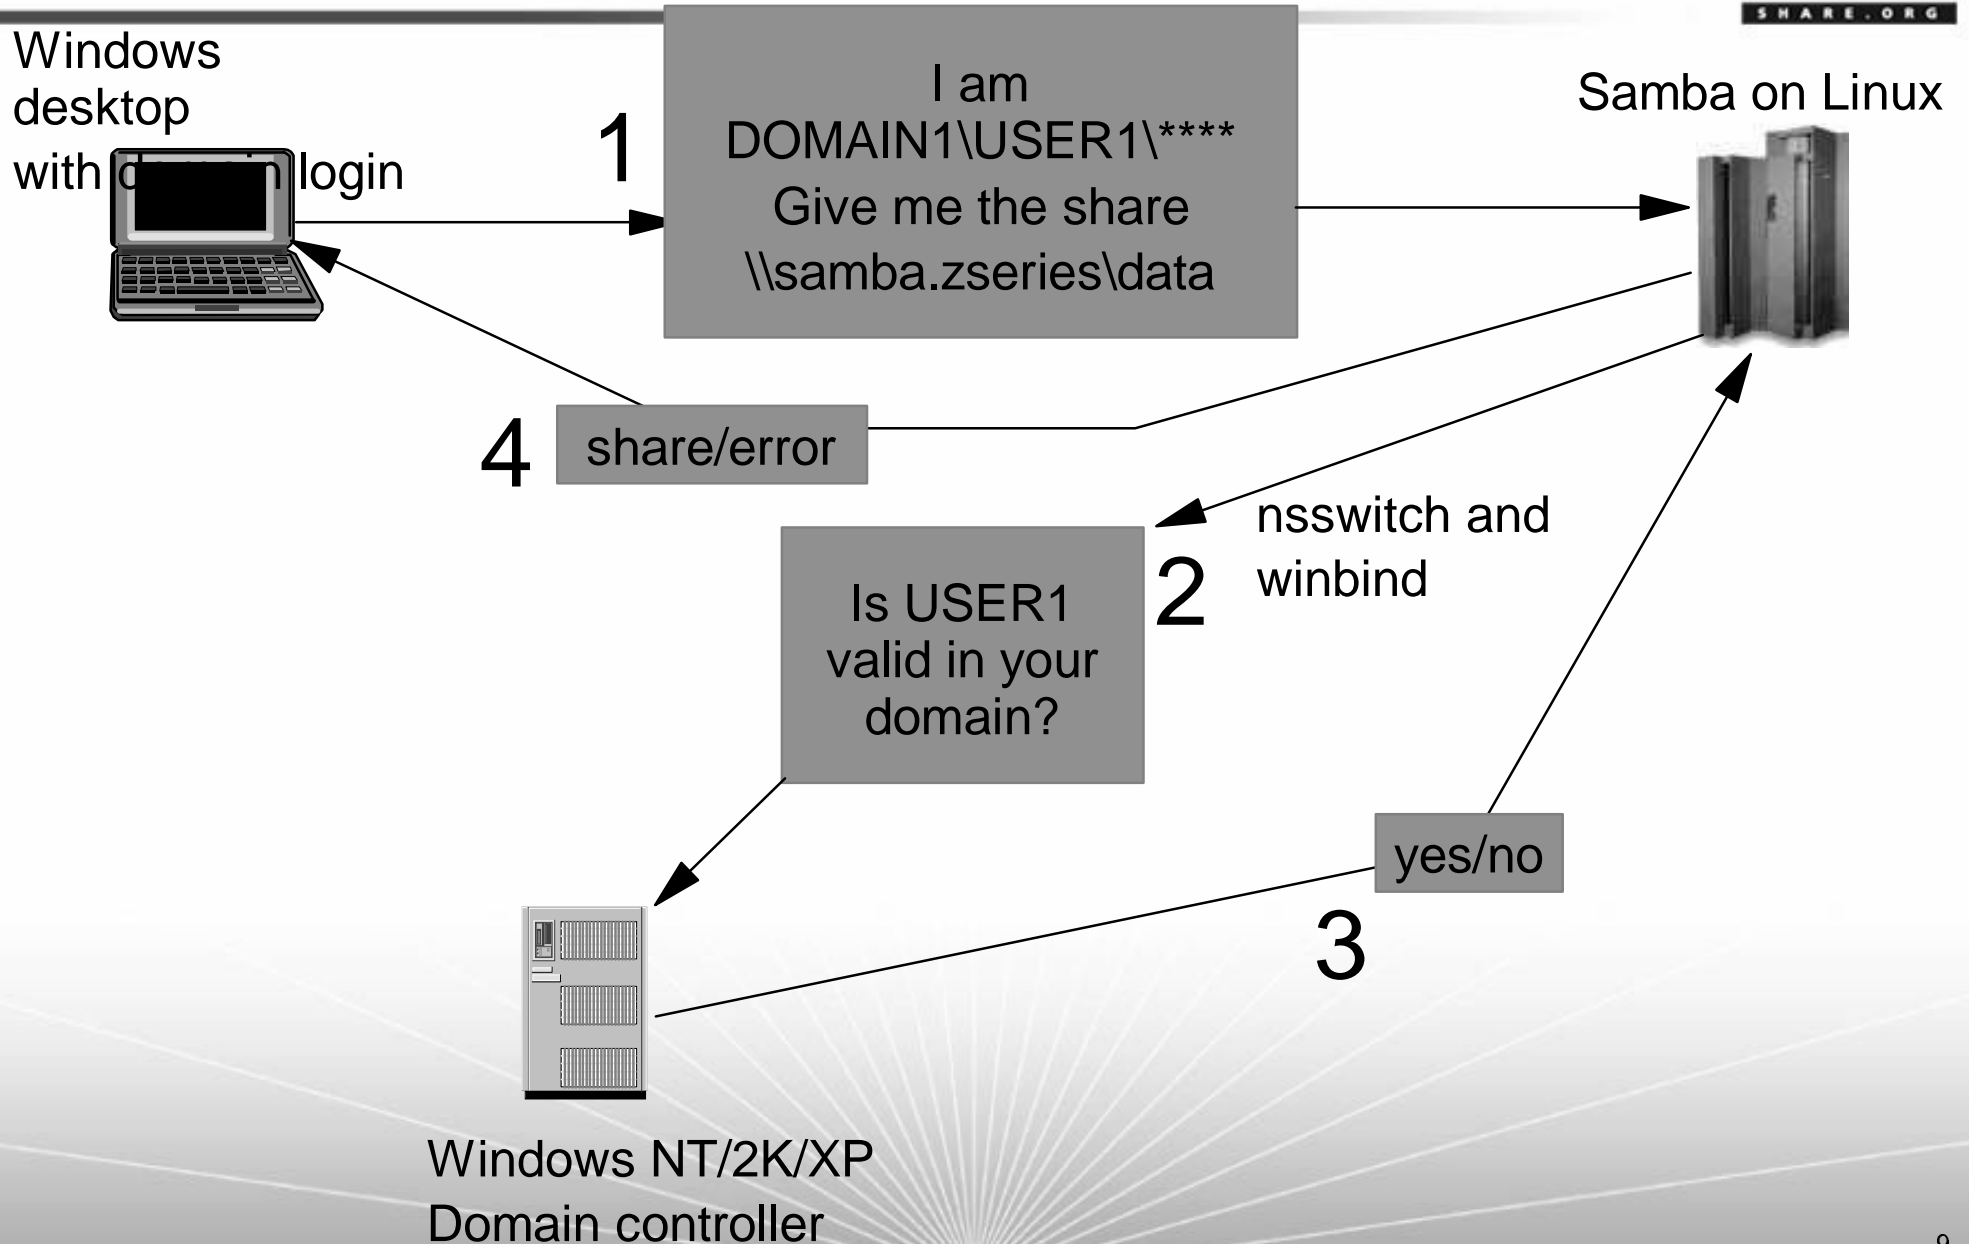 SHARE.ORG
Windows
desktop
with domain login
1
I am
DOMAIN1\USER1\****
Give me the share
\\samba.zseries\data
Samba on Linux
4
share/error
2
nsswitch and
winbind
Is USER1
valid in your
domain?
yes/no
3
Windows NT/2K/XP
Domain controller
9